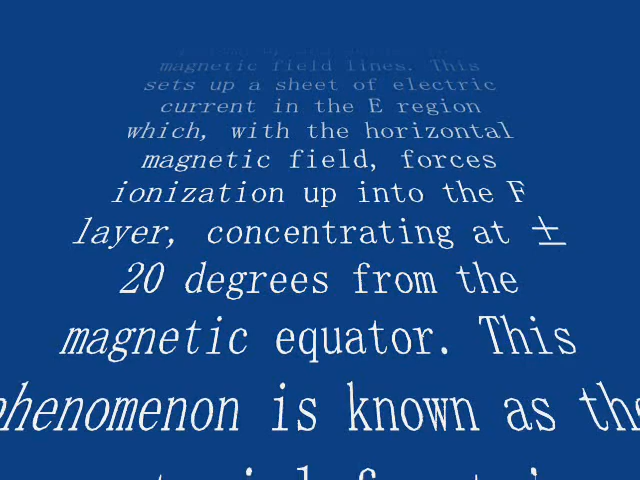 magnetic field lines. This
sets up a sheet of electric
current in the E region
which, with the horizontal
magnetic field, forces
ionization up into the F
layer, concentrating at ±
20 degrees from the
magnetic equator. This
phenomenon is known as the